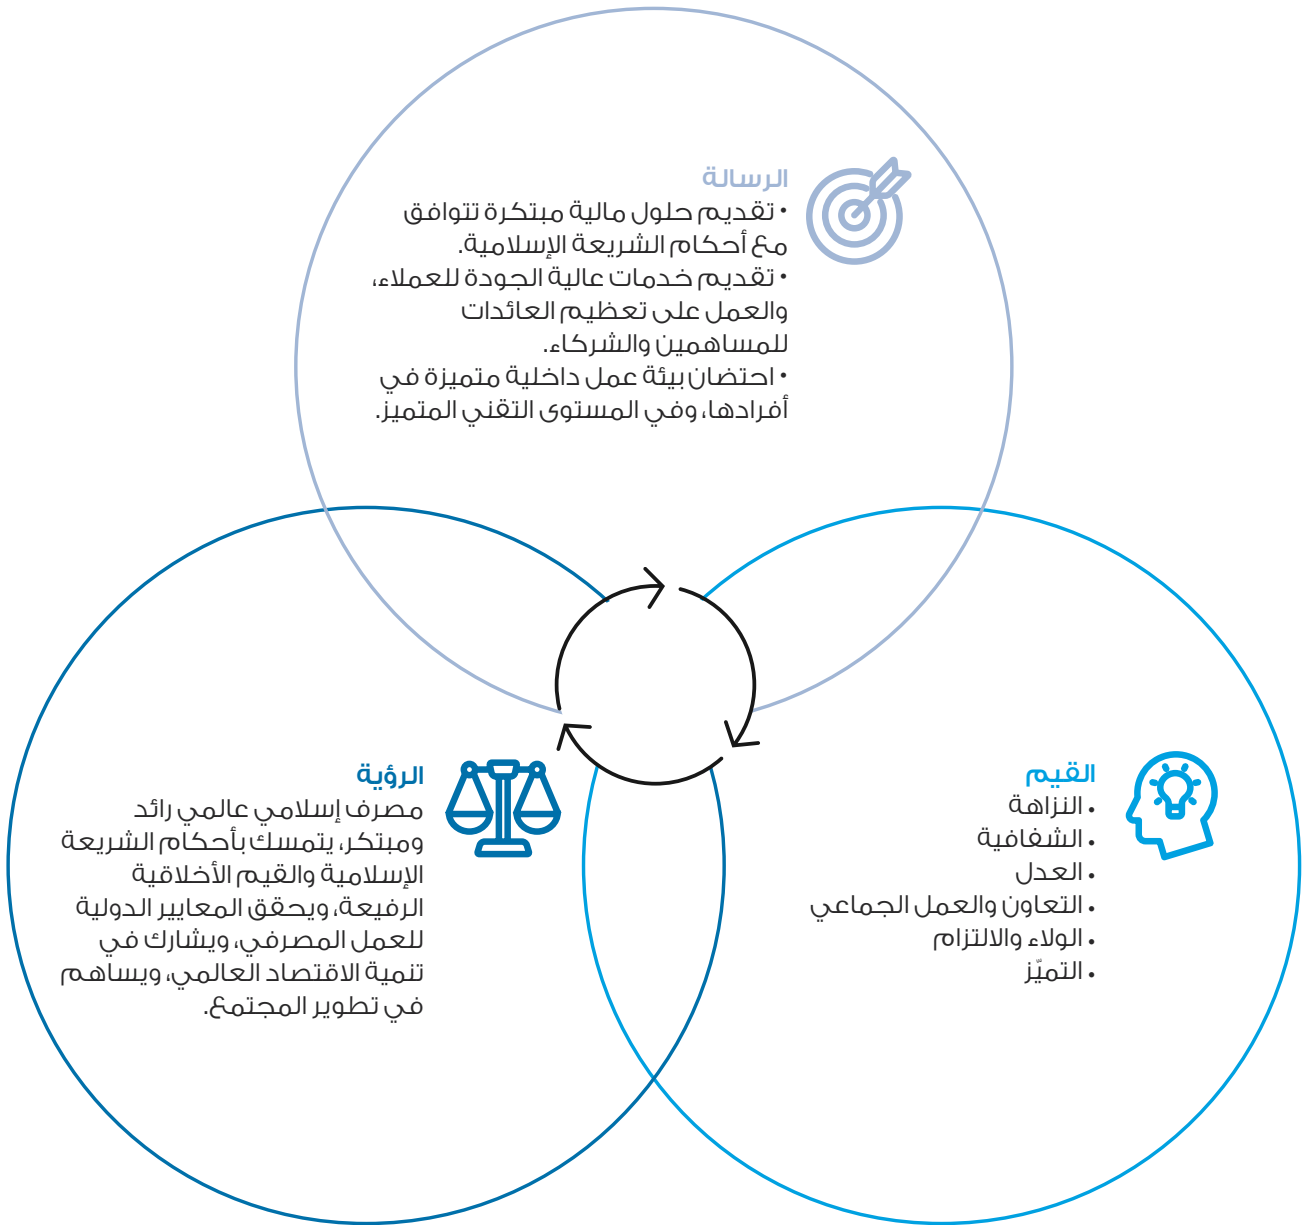 الرسالة
• تقديم حلول مالية مبتكرة تتوافق
مع أحكام الشريعة الإسلامية.
• تقديم خدمات عالية الجودة للعملاء،
والعمل على تعظيم العائدات
للمساهمين والشركاء.
• احتضان بيئة عمل داخلية متميزة في
أفرادها، وفي المستوى التقني المتميز.
القيم
• النزاهة
• الشفافية
• العدل
• التعاون والعمل الجماعي
• الولاء والالتزام
• التميّز
الرؤية
مصرف إسلامي عالمي رائد
ومبتكر، يتمسك بأحكام الشريعة
الإسلامية والقيم الأخلاقية
الرفيعة، ويحقق المعايير الدولية
للعمل المصرفي، ويشارك في
تنمية الاقتصاد العالمي، ويساهم
في تطوير المجتمع.